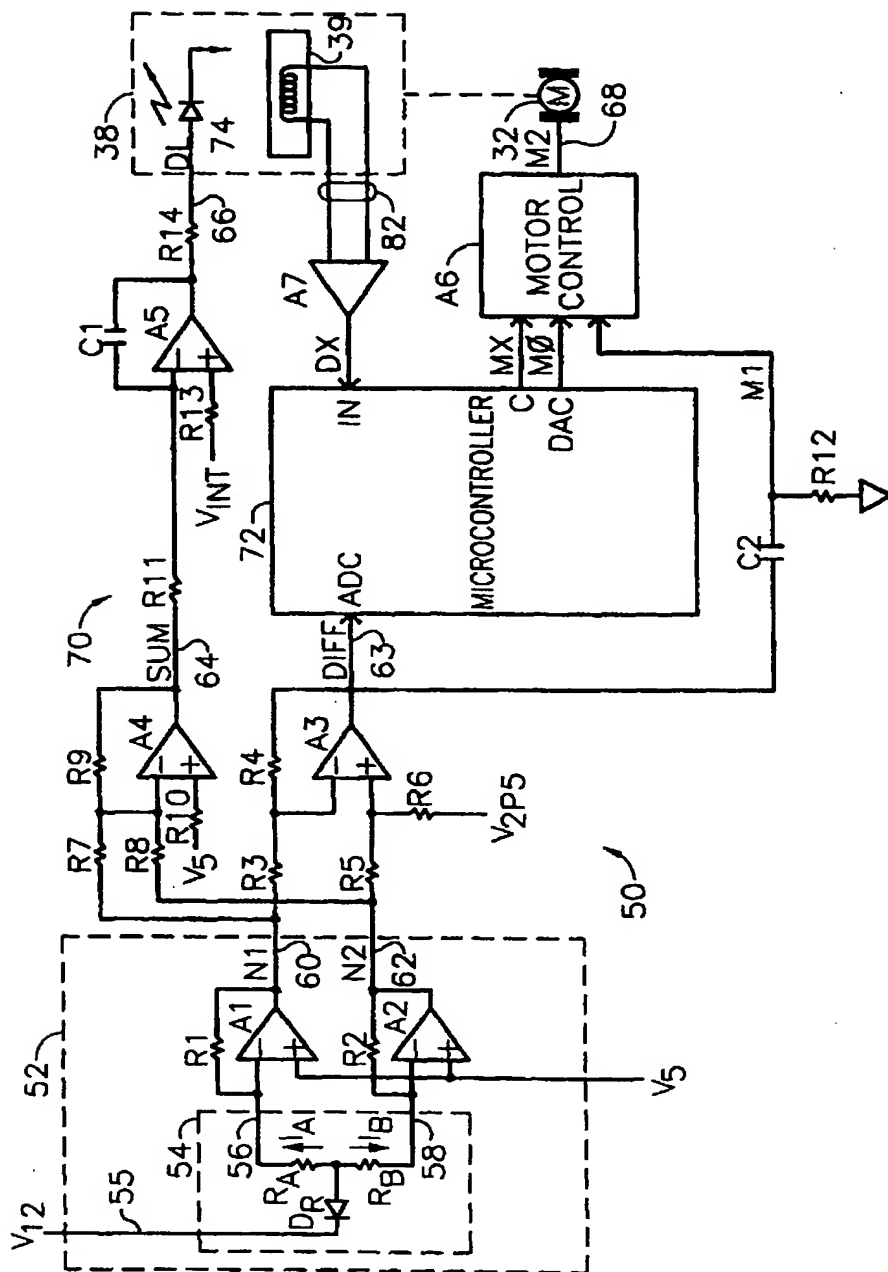 38
DL
74
39
R14
66
C1
A5
R13
VINT
82
A7
DX
32
M
M2
68
A6
MOTOR
CONTROL
MX
MØ
M1
IN
C
DAC
72
MICROCONTROLLER
ADC
R12
C2
70
SUM
R11
64
DIFF
63
R9
A4
R7
R8
R10
V5
R4
A3
R3
R5
R6
V2P5
50
52
N1
60
N2
62
R1
A1
R2
A2
V5
54
56
IA
IB
58
RA
RB
DR
55
V12